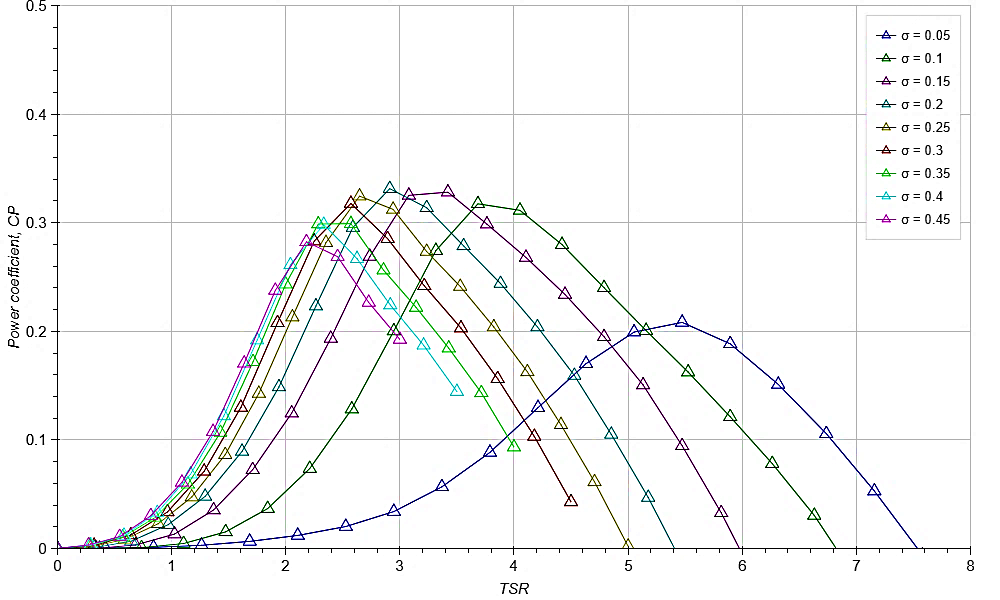 0.5
0.4
0.3
0.2
0.1
0
Power coefficient, CP
0 1 2 3 4 5 6 7 8
TSR
σ = 0.05
σ = 0.1
σ = 0.15
σ = 0.2
σ = 0.25
σ = 0.3
σ = 0.35
σ = 0.4
σ = 0.45